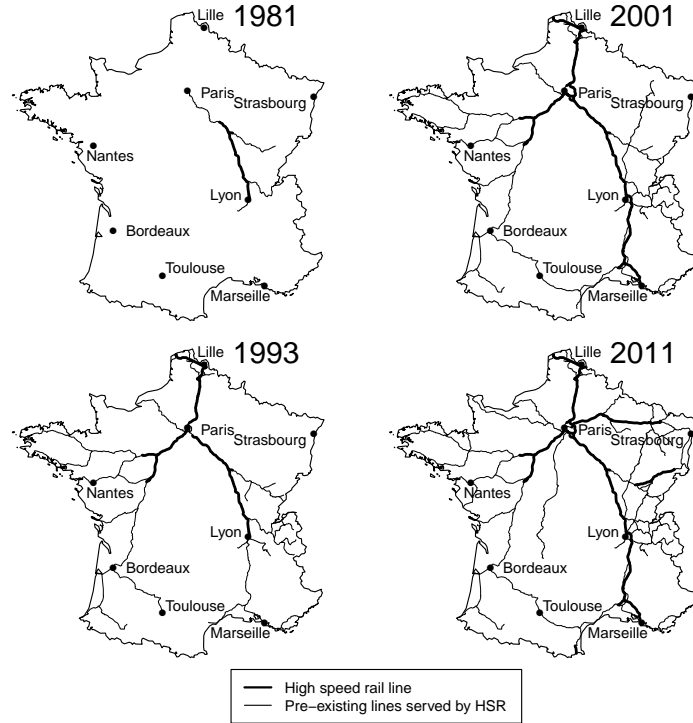 Lille 1981
Paris
Strasbourg
Nantes
Lyon
Bordeaux
Toulouse
Marseille
Lille 2001
Paris
Strasbourg
Nantes
Lyon
Bordeaux
Toulouse
Marseille
Lille 1993
Paris
Strasbourg
Nantes
Lyon
Bordeaux
Toulouse
Marseille
Lille 2011
Paris
Strasbourg
Nantes
Lyon
Bordeaux
Toulouse
Marseille
High speed rail line
Pre−existing lines served by HSR